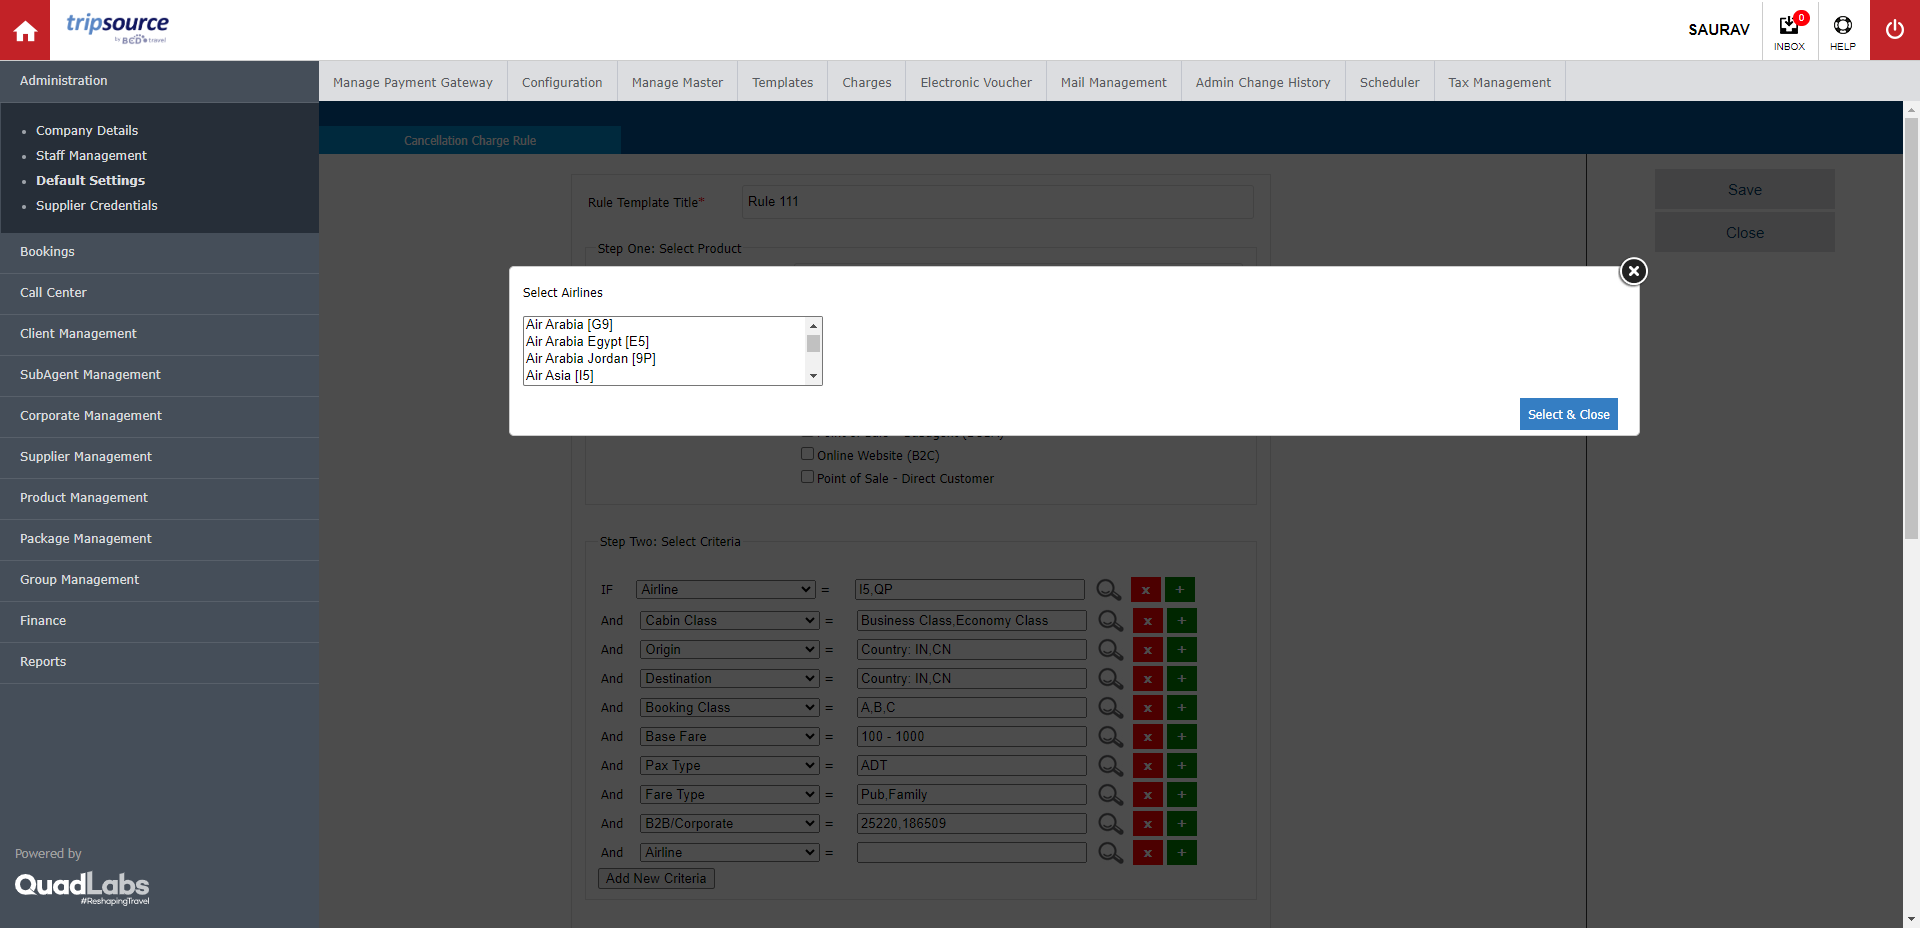 tripsource
by BCD travel
SAURAV
0
INBOX
HELP
Administration
Manage Payment Gateway
Configuration
Manage Master
Templates
Charges
Electronic Voucher
Mail Management
Admin Change History
Scheduler
Tax Management
Company Details
Staff Management
Default Settings
Supplier Credentials
Bookings
Call Center
Client Management
SubAgent Management
Corporate Management
Supplier Management
Product Management
Package Management
Group Management
Finance
Reports
Powered by
QuadLabs
#ReshapingTravel
Cancellation Charge Rule
Save
Close
Rule Template Title*
Rule 111
Step One: Select Product
Select Airlines
Air Arabia [G9]
Air Arabia Egypt [E5]
Air Arabia Jordan [9P]
Air Asia [I5]
Select & Close
Online Website (B2C)
Point of Sale - Direct Customer
Step Two: Select Criteria
IF Airline = I5,QP x +
And Cabin Class = Business Class,Economy Class x +
And Origin = Country: IN,CN x +
And Destination = Country: IN,CN x +
And Booking Class = A,B,C x +
And Base Fare = 100 - 1000 x +
And Pax Type = ADT x +
And Fare Type = Pub,Family x +
And B2B/Corporate = 25220,186509 x +
And Airline = x +
Add New Criteria